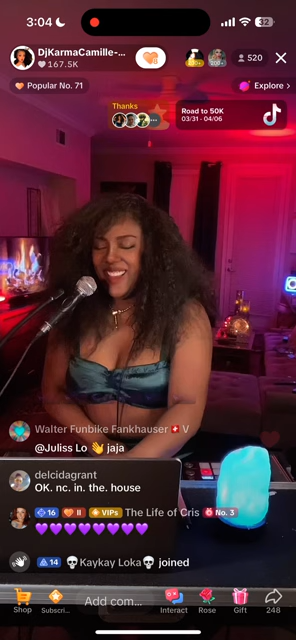 3:04
32
DjKarmaCamille-...
167.5K
520
Popular No. 71
Explore >
Thanks
Road to 50K
03/31 - 04/06
Walter Funbike Fankhauser V
@Juliss Lo 👋 jaja
delcidagrant
OK. nc. in. the. house
16 II VIPs The Life of Cris No. 3
💜💜💜💜💜💜💜💜
14 💀Kaykay Loka💀 joined
Shop
Subscri...
Add com...
Interact
Rose
Gift
248